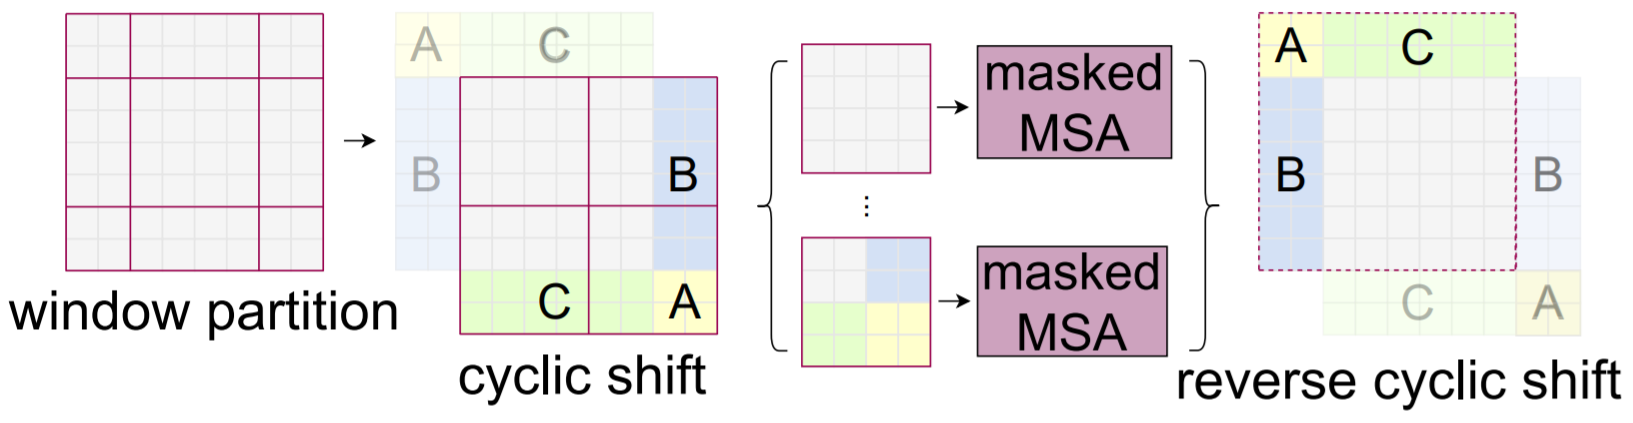 window partition
A
C
B
B
C
A
cyclic shift
masked
MSA
...
masked
MSA
A
C
B
B
C
A
reverse cyclic shift